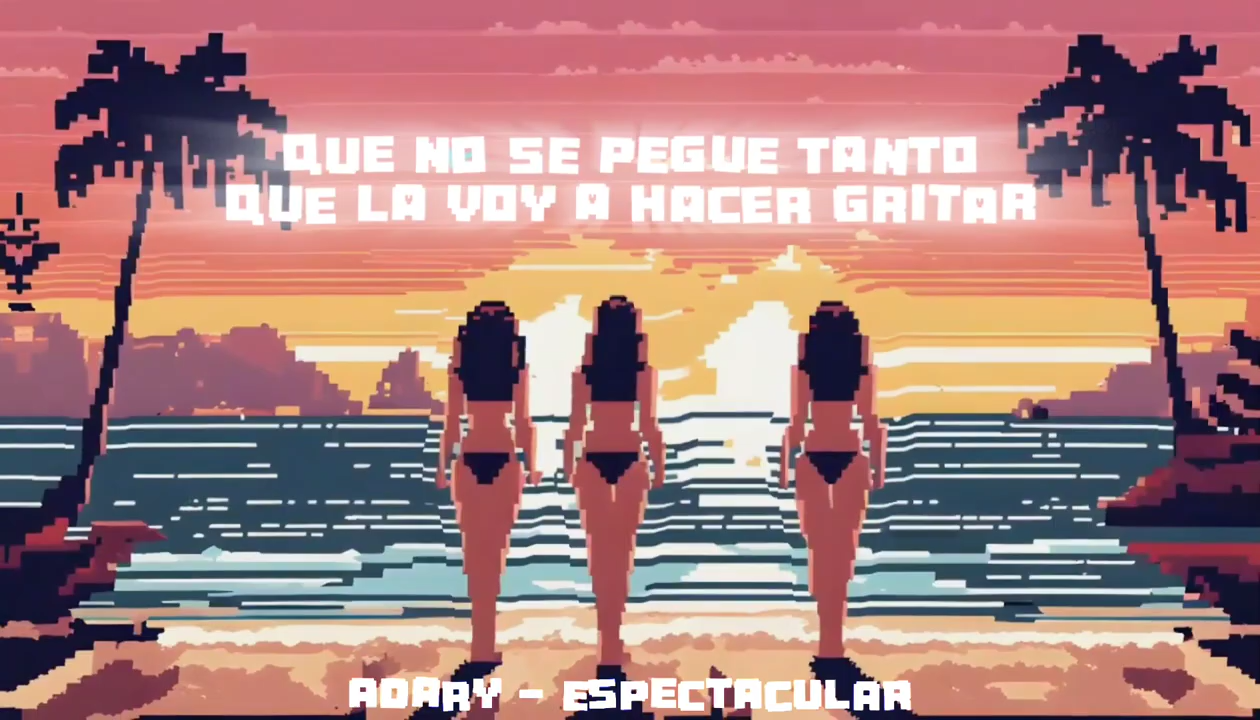 QUE NO SE PEGUE TANTO
QUE LA VOY A HACER GRITAR
ADARY - ESPECTACULAR